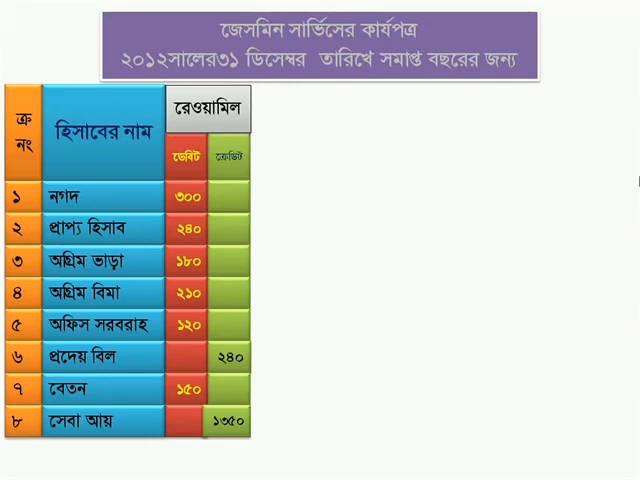 জেসমিন সার্ভিসের কার্যপত্র
২০১২সালের৩১ ডিসেম্বর তারিখে সমাপ্ত বছরের জন্য
ক্র নং হিসাবের নাম রেওয়ামিল
ডেবিট ক্রেডিট
১ নগদ ৩০০
২ প্রাপ্য হিসাব ২৪০
৩ অগ্রিম ভাড়া ১৮০
৪ অগ্রিম বিমা ২১০
৫ অফিস সরবরাহ ১২০
৬ প্রদেয় বিল ২৪০
৭ বেতন ১৫০
৮ সেবা আয় ১৩৫০